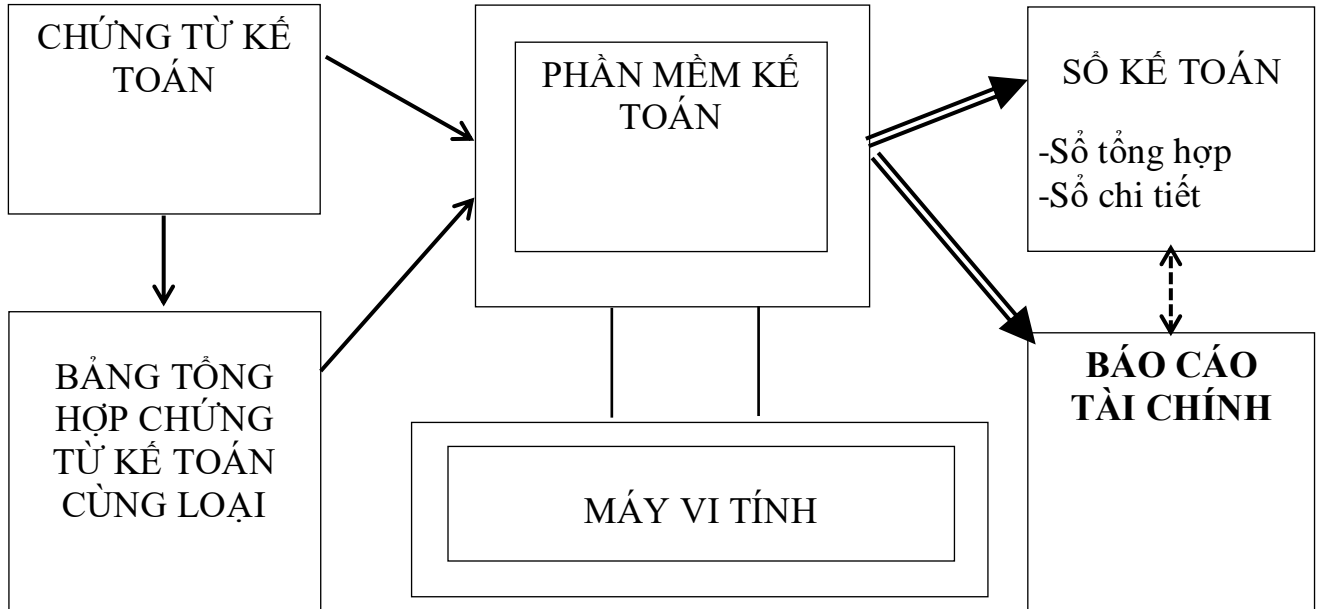 CHỨNG TỪ KẾ
TOÁN
PHẦN MỀM KẾ
TOÁN
SỔ KẾ TOÁN
-Sổ tổng hợp
-Sổ chi tiết
BẢNG TỔNG
HỢP CHỨNG
TỪ KẾ TOÁN
CÙNG LOẠI
MÁY VI TÍNH
BÁO CÁO
TÀI CHÍNH